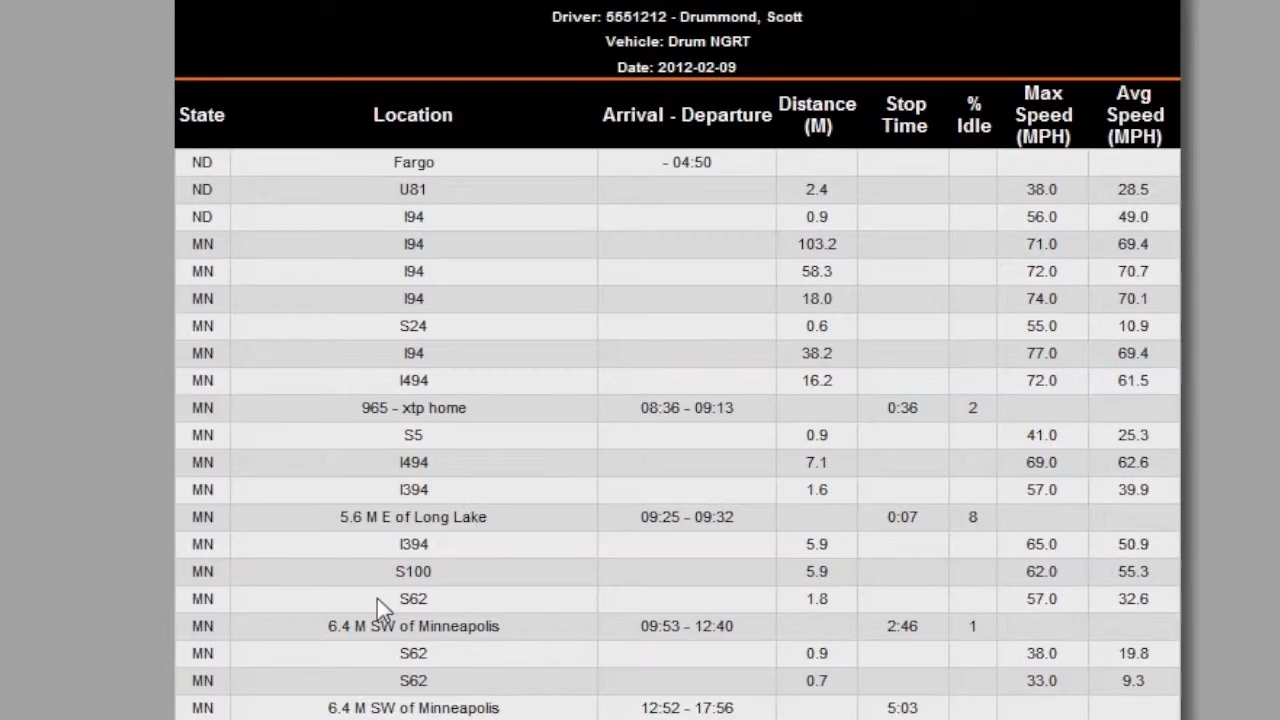 Driver: 5551212 - Drummond, Scott
Vehicle: Drum NGRT
Date: 2012-02-09
State Location Arrival - Departure Distance (M) Stop Time % Idle Max Speed (MPH) Avg Speed (MPH)
ND Fargo - 04:50
ND U81 2.4 38.0 28.5
ND I94 0.9 56.0 49.0
MN I94 103.2 71.0 69.4
MN I94 58.3 72.0 70.7
MN I94 18.0 74.0 70.1
MN S24 0.6 55.0 10.9
MN I94 38.2 77.0 69.4
MN I494 16.2 72.0 61.5
MN 965 - xtp home 08:36 - 09:13 0:36 2
MN S5 0.9 41.0 25.3
MN I494 7.1 69.0 62.6
MN I394 1.6 57.0 39.9
MN 5.6 M E of Long Lake 09:25 - 09:32 0:07 8
MN I394 5.9 65.0 50.9
MN S100 5.9 62.0 55.3
MN S62 1.8 57.0 32.6
MN 6.4 M SW of Minneapolis 09:53 - 12:40 2:46 1
MN S62 0.9 38.0 19.8
MN S62 0.7 33.0 9.3
MN 6.4 M SW of Minneapolis 12:52 - 17:56 5:03